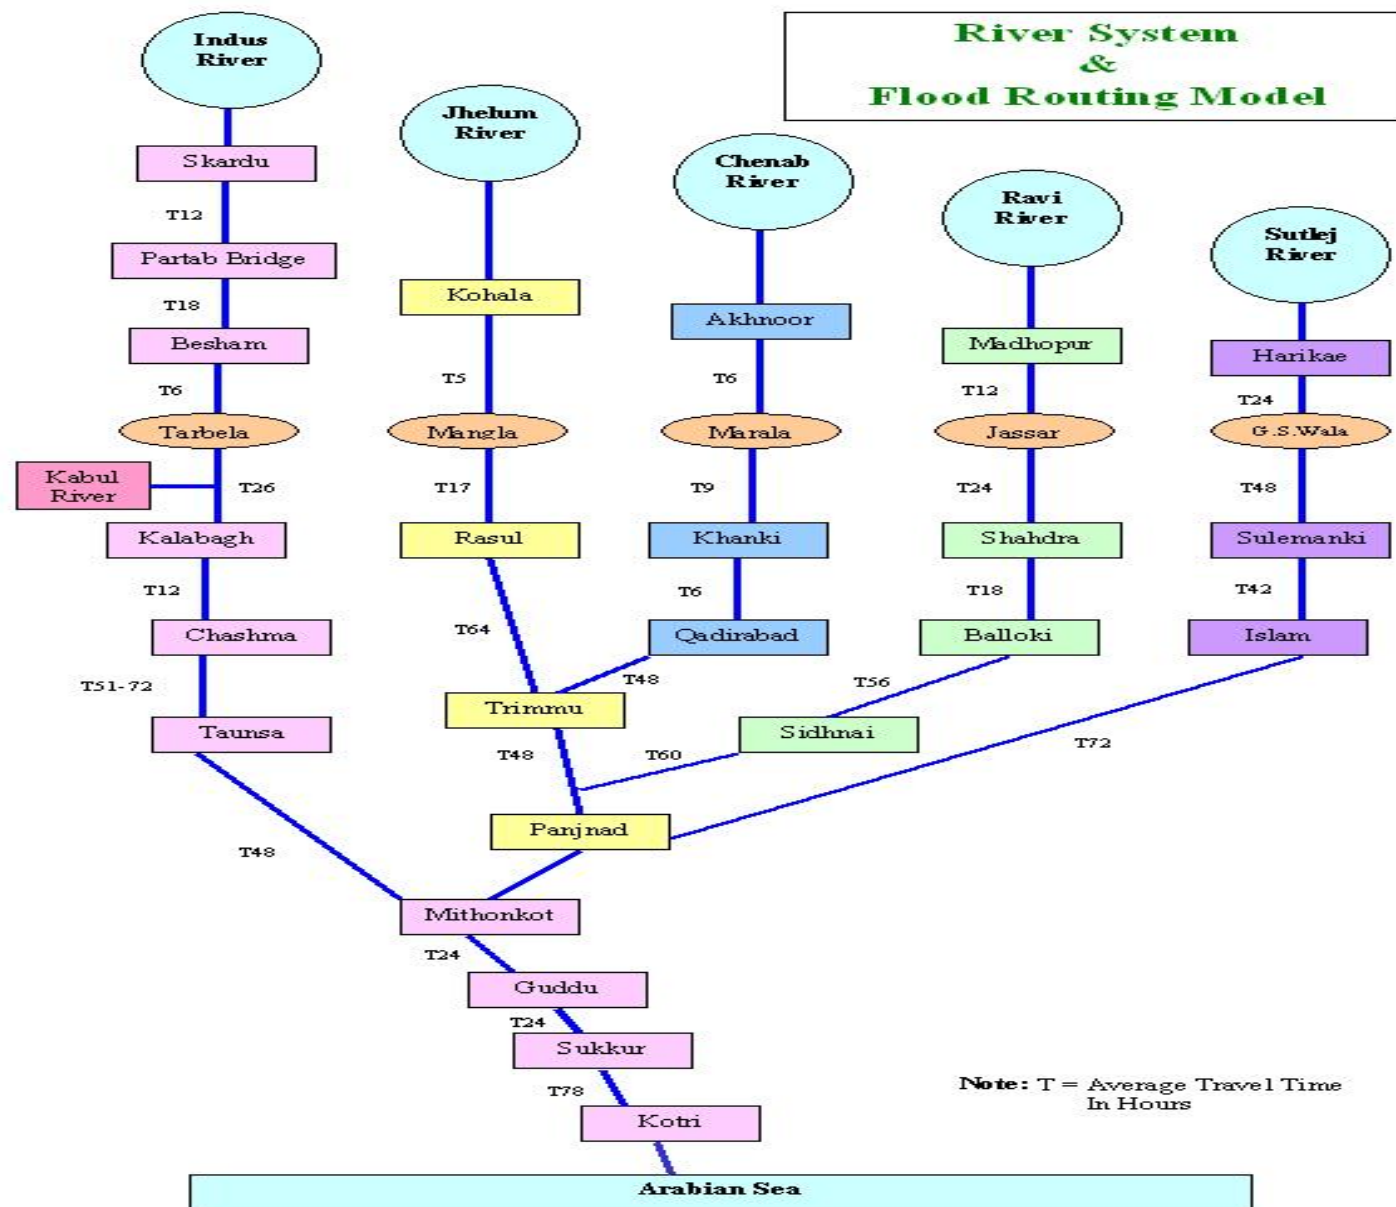 River System
&
Flood Routing Model
Indus
River
Jhelum
River
Chenab
River
Ravi
River
Sutlej
River
Skardu
T12
Partab Bridge
T18
Besham
T6
Tarbela
Kabul
River
T26
Kalabagh
T12
Chashma
T51-72
Taunsa
T48
Kohala
T5
Mangla
T17
Rasul
T64
Trimmu
T48
Akhnoor
T6
Marala
T9
Khanki
T6
Qadirabad
T48
Madhopur
T12
Jassar
T24
Shahdra
T18
Balloki
T56
Sidhnai
T60
Harikae
T24
G.S.Wala
T48
Sulemanki
T42
Islam
T72
Panjnad
Mithonkot
T24
Guddu
T24
Sukkur
T78
Kotri
Arabian Sea
Note: T = Average Travel Time
In Hours